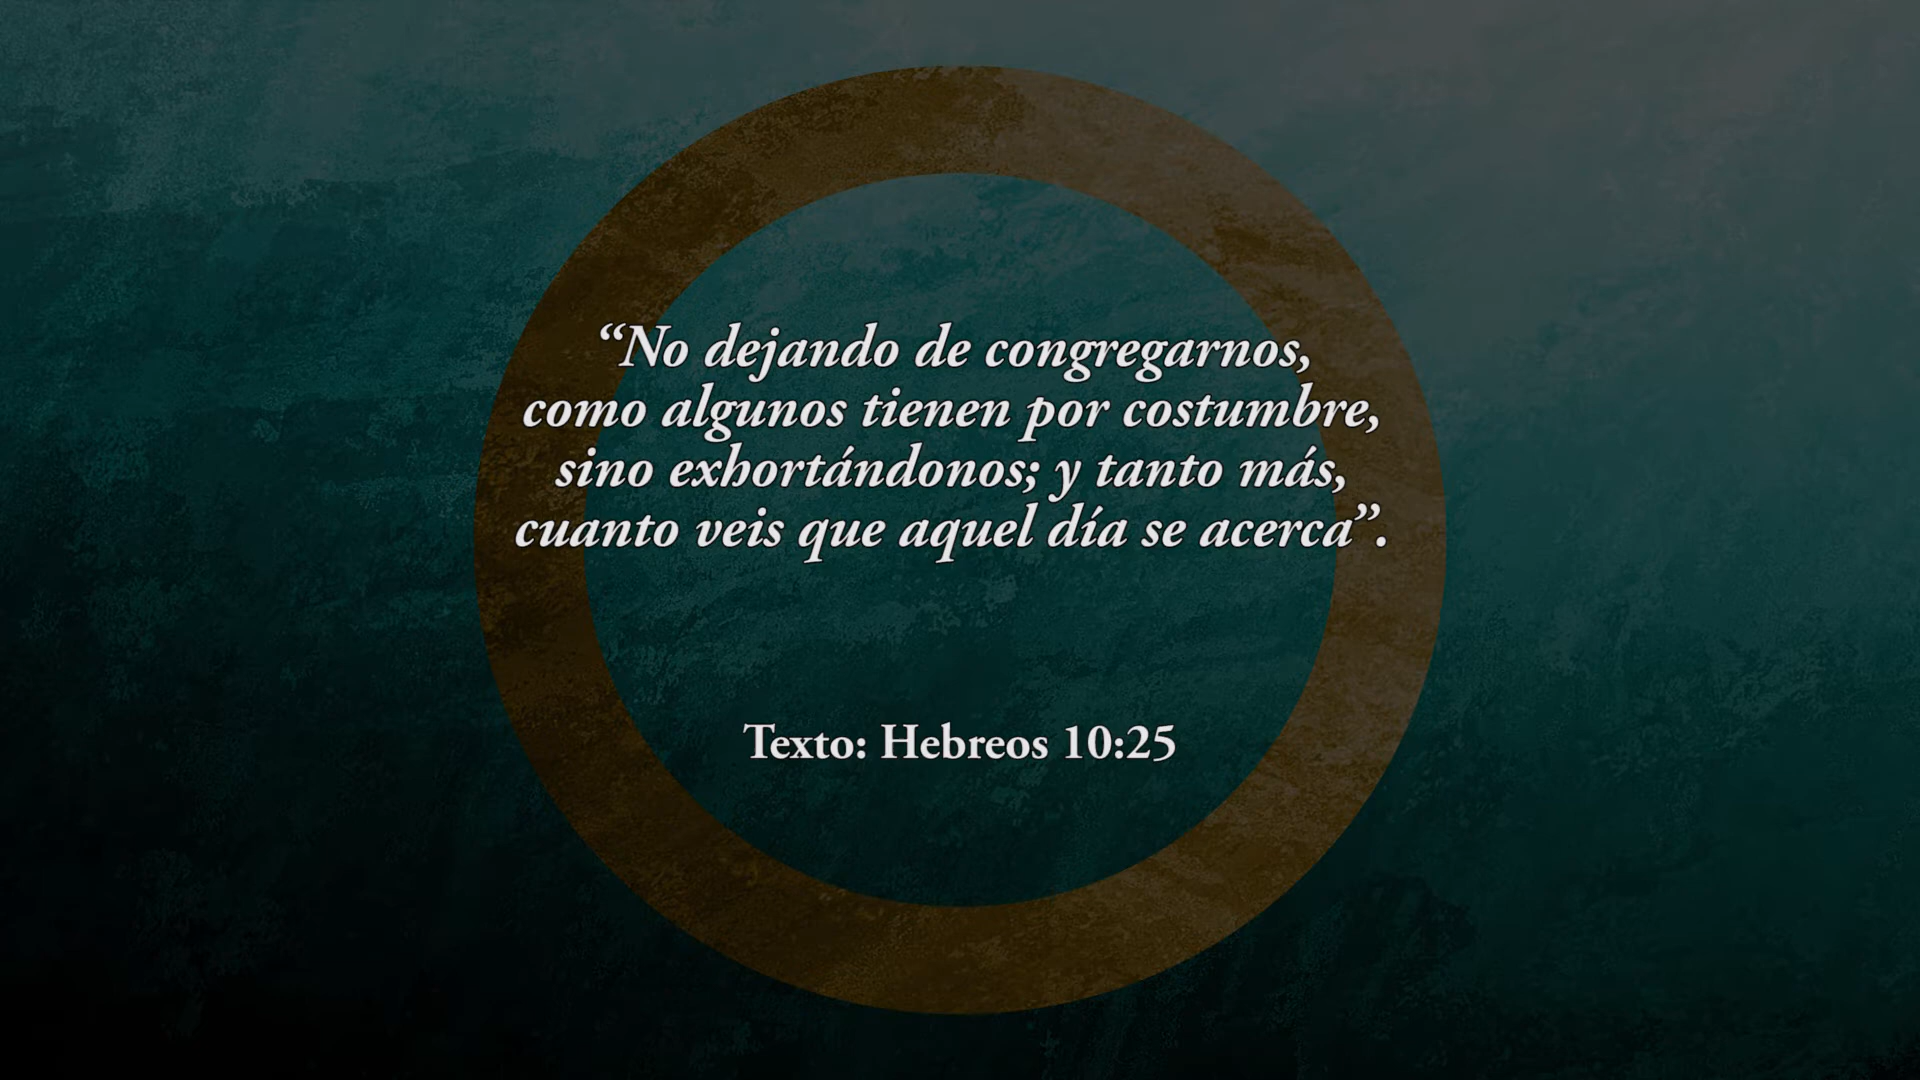 “No dejando de congregarnos,
como algunos tienen por costumbre,
sino exhortándonos; y tanto más,
cuanto veis que aquel día se acerca”.
Texto: Hebreos 10:25